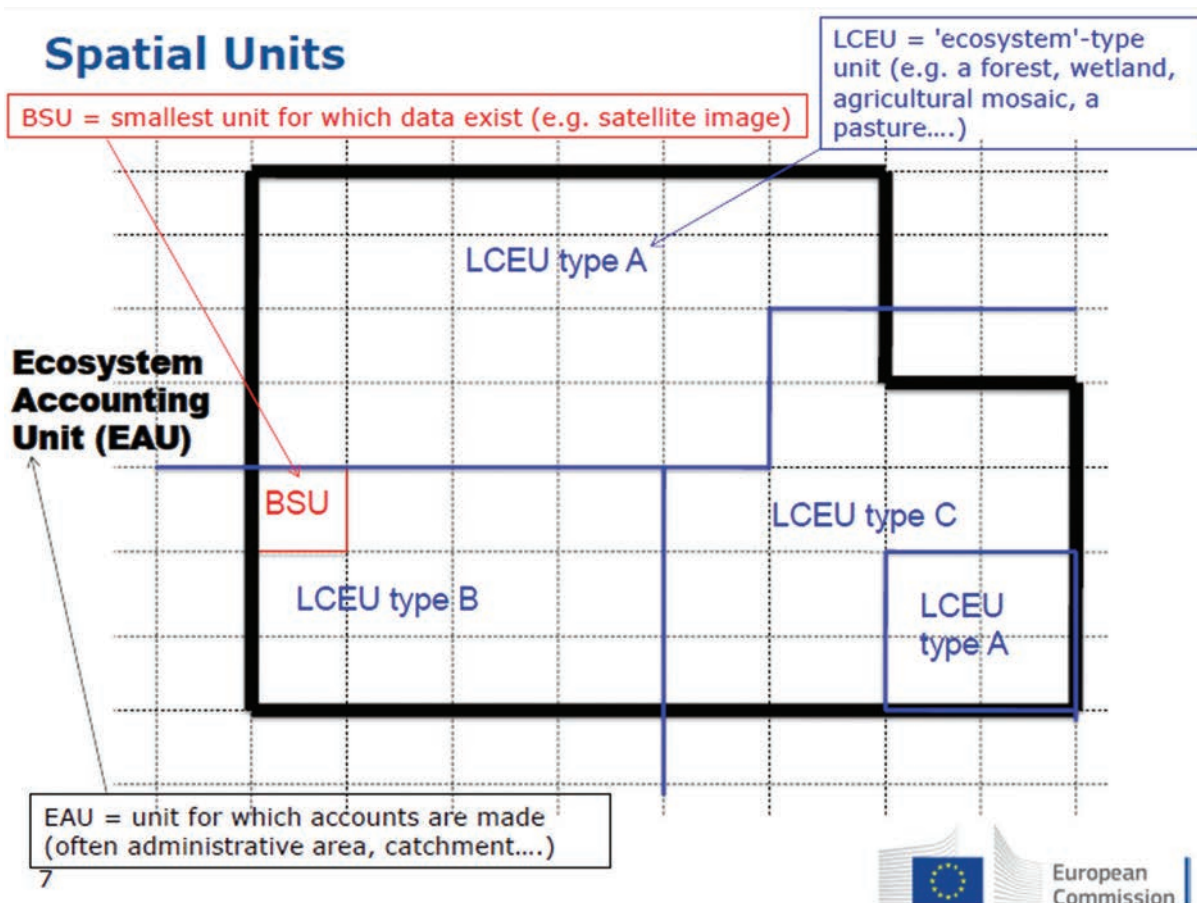 Spatial Units
LCEU = 'ecosystem'-type
unit (e.g. a forest, wetland,
agricultural mosaic, a
pasture....)
BSU = smallest unit for which data exist (e.g. satellite image)
LCEU type A
Ecosystem
Accounting
Unit (EAU)
BSU
LCEU type C
LCEU type B
LCEU
type A
EAU = unit for which accounts are made
(often administrative area, catchment....)
7
European
Commission